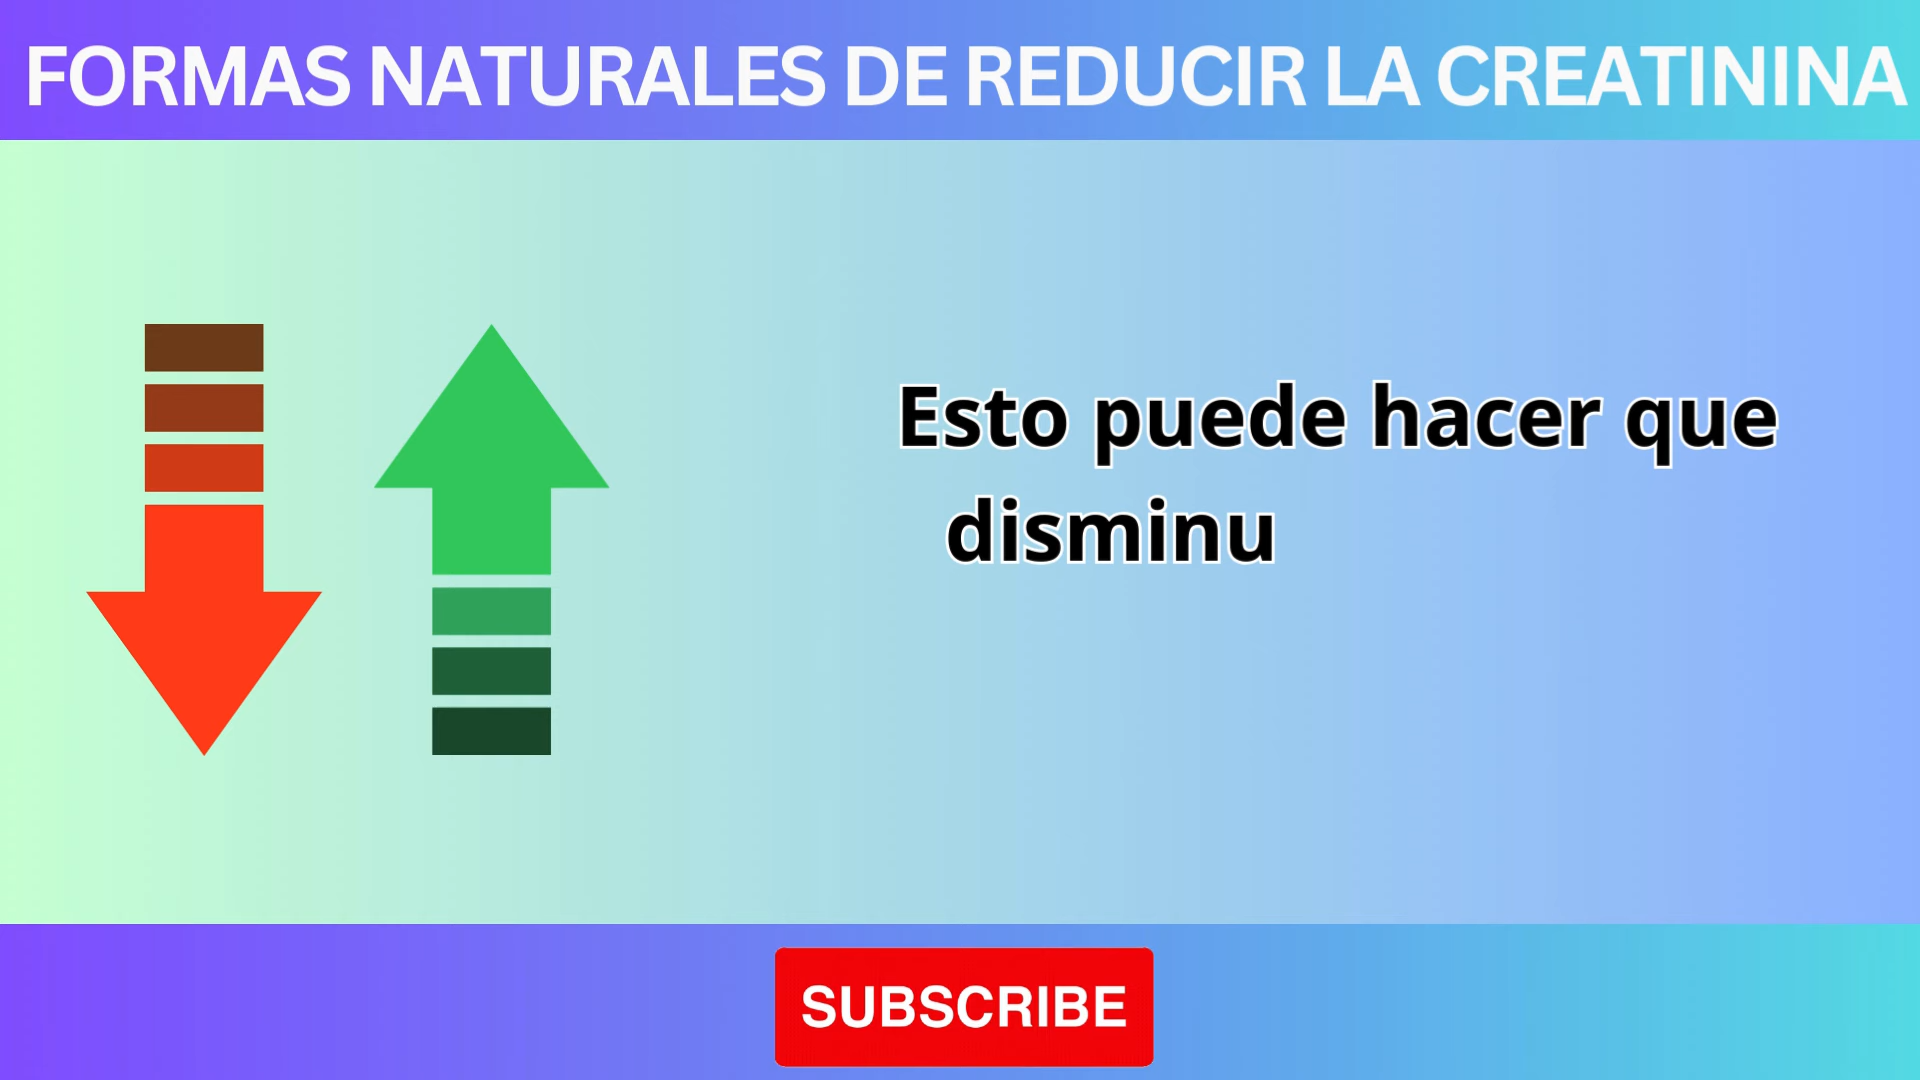 FORMAS NATURALES DE REDUCIR LA CREATININA
Esto puede hacer que
disminu
SUBSCRIBE